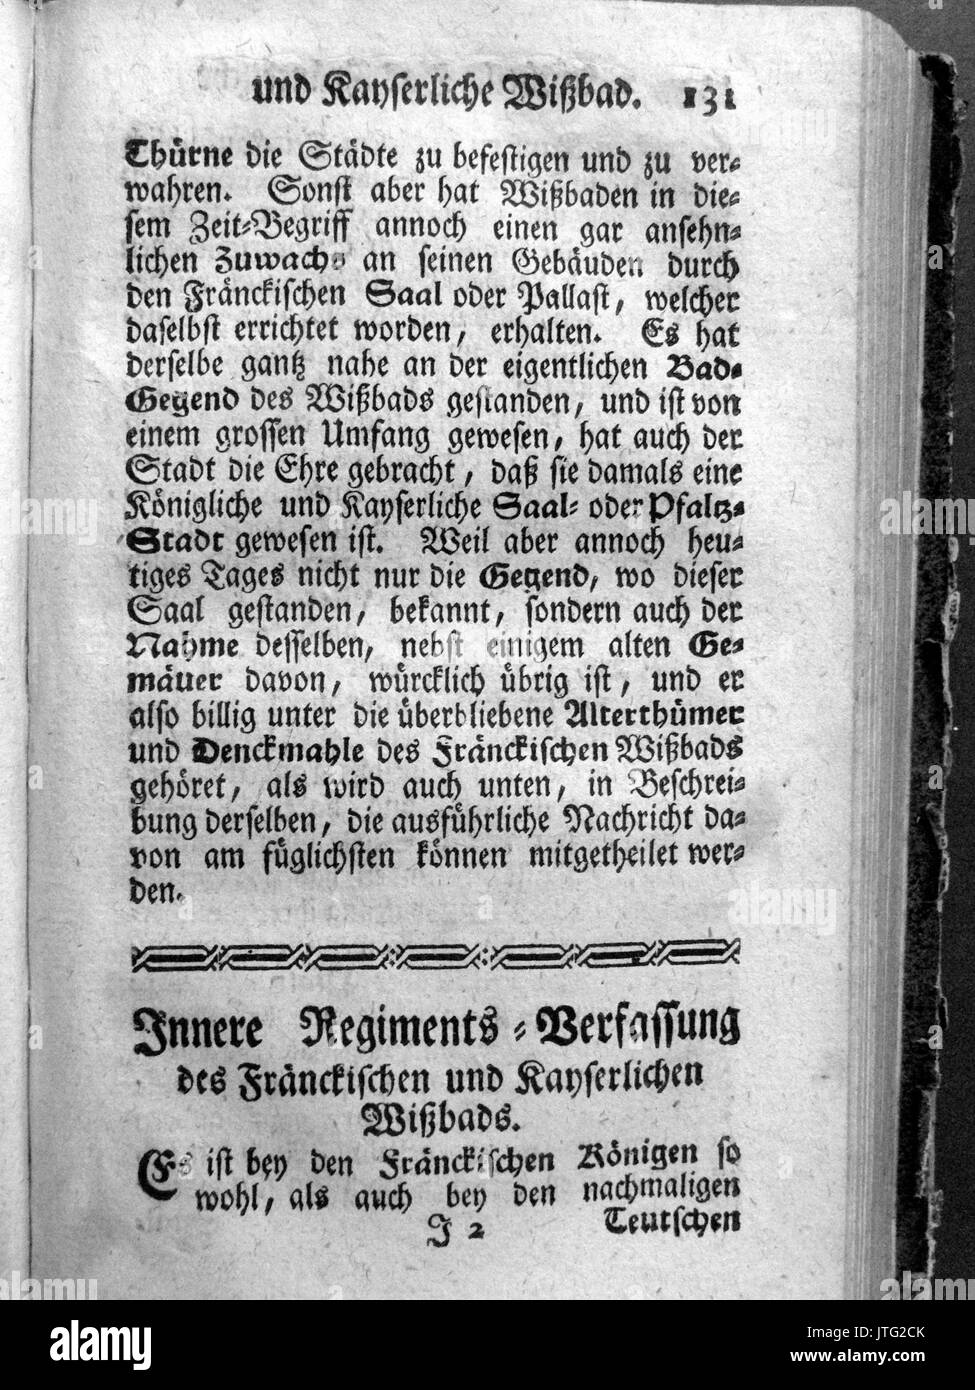 und Kayserliche Wißbad. 131
Thürne die Städte zu befestigen und zu ver⸗
wahren. Sonst aber hat Wißbaden in die⸗
sem Zeit⸗Begriff annoch einen gar ansehn⸗
lichen Zuwachs an seinen Gebäuden durch
den Fränckischen Saal oder Pallast, welcher
daselbst errichtet worden, erhalten. Es hat
derselbe gantz nahe an der eigentlichen Bad⸗
Gegend des Wißbads gestanden, und ist von
einem grossen Umfang gewesen, hat auch der
Stadt die Ehre gebracht, daß sie damals eine
Königliche und Kayserliche Saal⸗ oder Pfaltz⸗
Stadt gewesen ist. Weil aber annoch heu⸗
tiges Tages nicht nur die Gegend, wo dieser
Saal gestanden, bekannt, sondern auch der
Nahme desselben, nebst einigem alten Ge⸗
mäuer davon, würcklich übrig ist, und er
also billig unter die überbliebene Alterthümer
und Denckmahle des Fränckischen Wißbads
gehöret, als wird auch unten, in Beschrei⸗
bung derselben, die ausführliche Nachricht da⸗
von am füglichsten können mitgetheilet wer⸗
den.
Innere Regiments⸗Verfassung
des Fränckischen und Kayserlichen
Wißbads.
Es ist bey den Fränckischen Königen so
wohl, als auch bey den nachmaligen
J 2 Teutschen
alamy
Image ID: JTG2CK
www.alamy.com